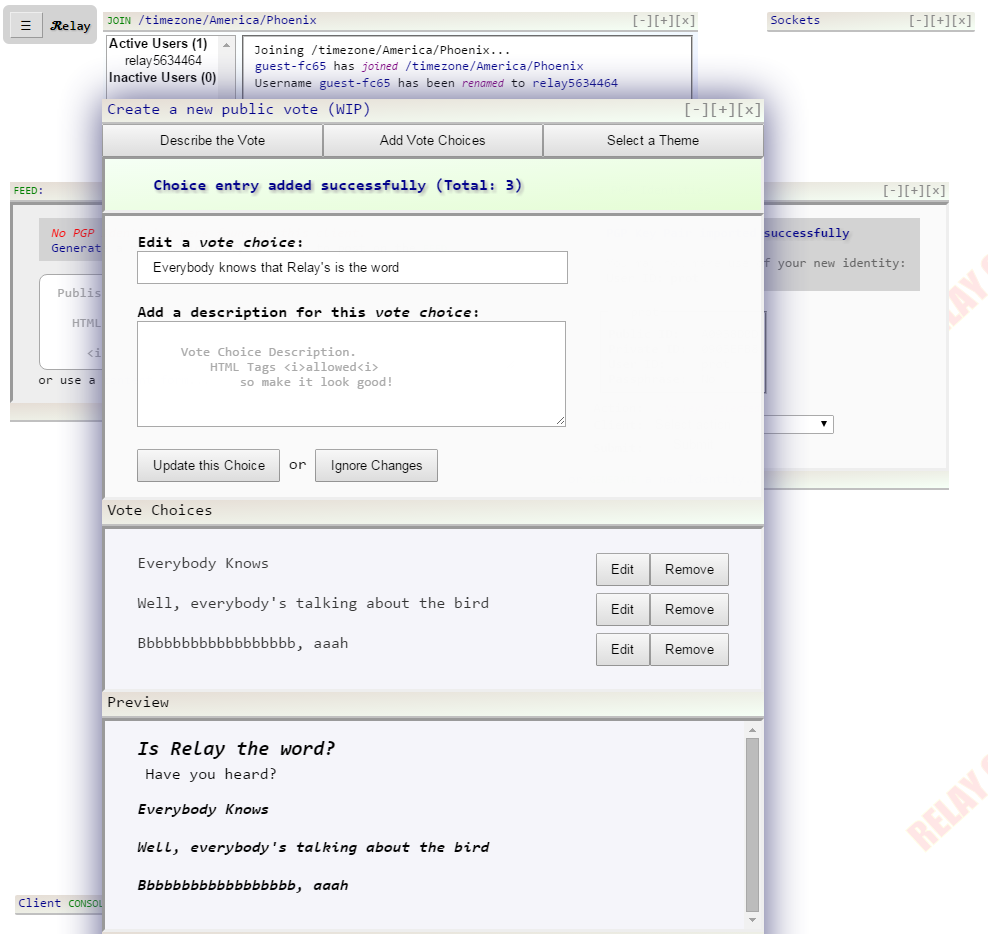 ☰ Relay
JOIN /timezone/America/Phoenix [-][+][x]
Sockets [-][+][x]
Active Users (1)
relay5634464
Inactive Users (0)
Joining /timezone/America/Phoenix...
guest-fc65 has joined /timezone/America/Phoenix
Username guest-fc65 has been renamed to relay5634464
Create a new public vote (WIP) [-][+][x]
Describe the Vote Add Vote Choices Select a Theme
Choice entry added successfully (Total: 3)
FEED: [-][+][x]
No PGP
Generat
successfully
f your new identity:
Publis
HTML
<i
or use a
Edit a vote choice:
Everybody knows that Relay's is the word
Add a description for this vote choice:
Vote Choice Description.
HTML Tags <i>allowed<i>
so make it look good!
Update this Choice or Ignore Changes
Vote Choices
Everybody Knows Edit Remove
Well, everybody's talking about the bird Edit Remove
Bbbbbbbbbbbbbbbbbb, aaah Edit Remove
Preview
Is Relay the word?
Have you heard?
Everybody Knows
Well, everybody's talking about the bird
Bbbbbbbbbbbbbbbbbb, aaah
RELAY
RELAY
Client CONSOL